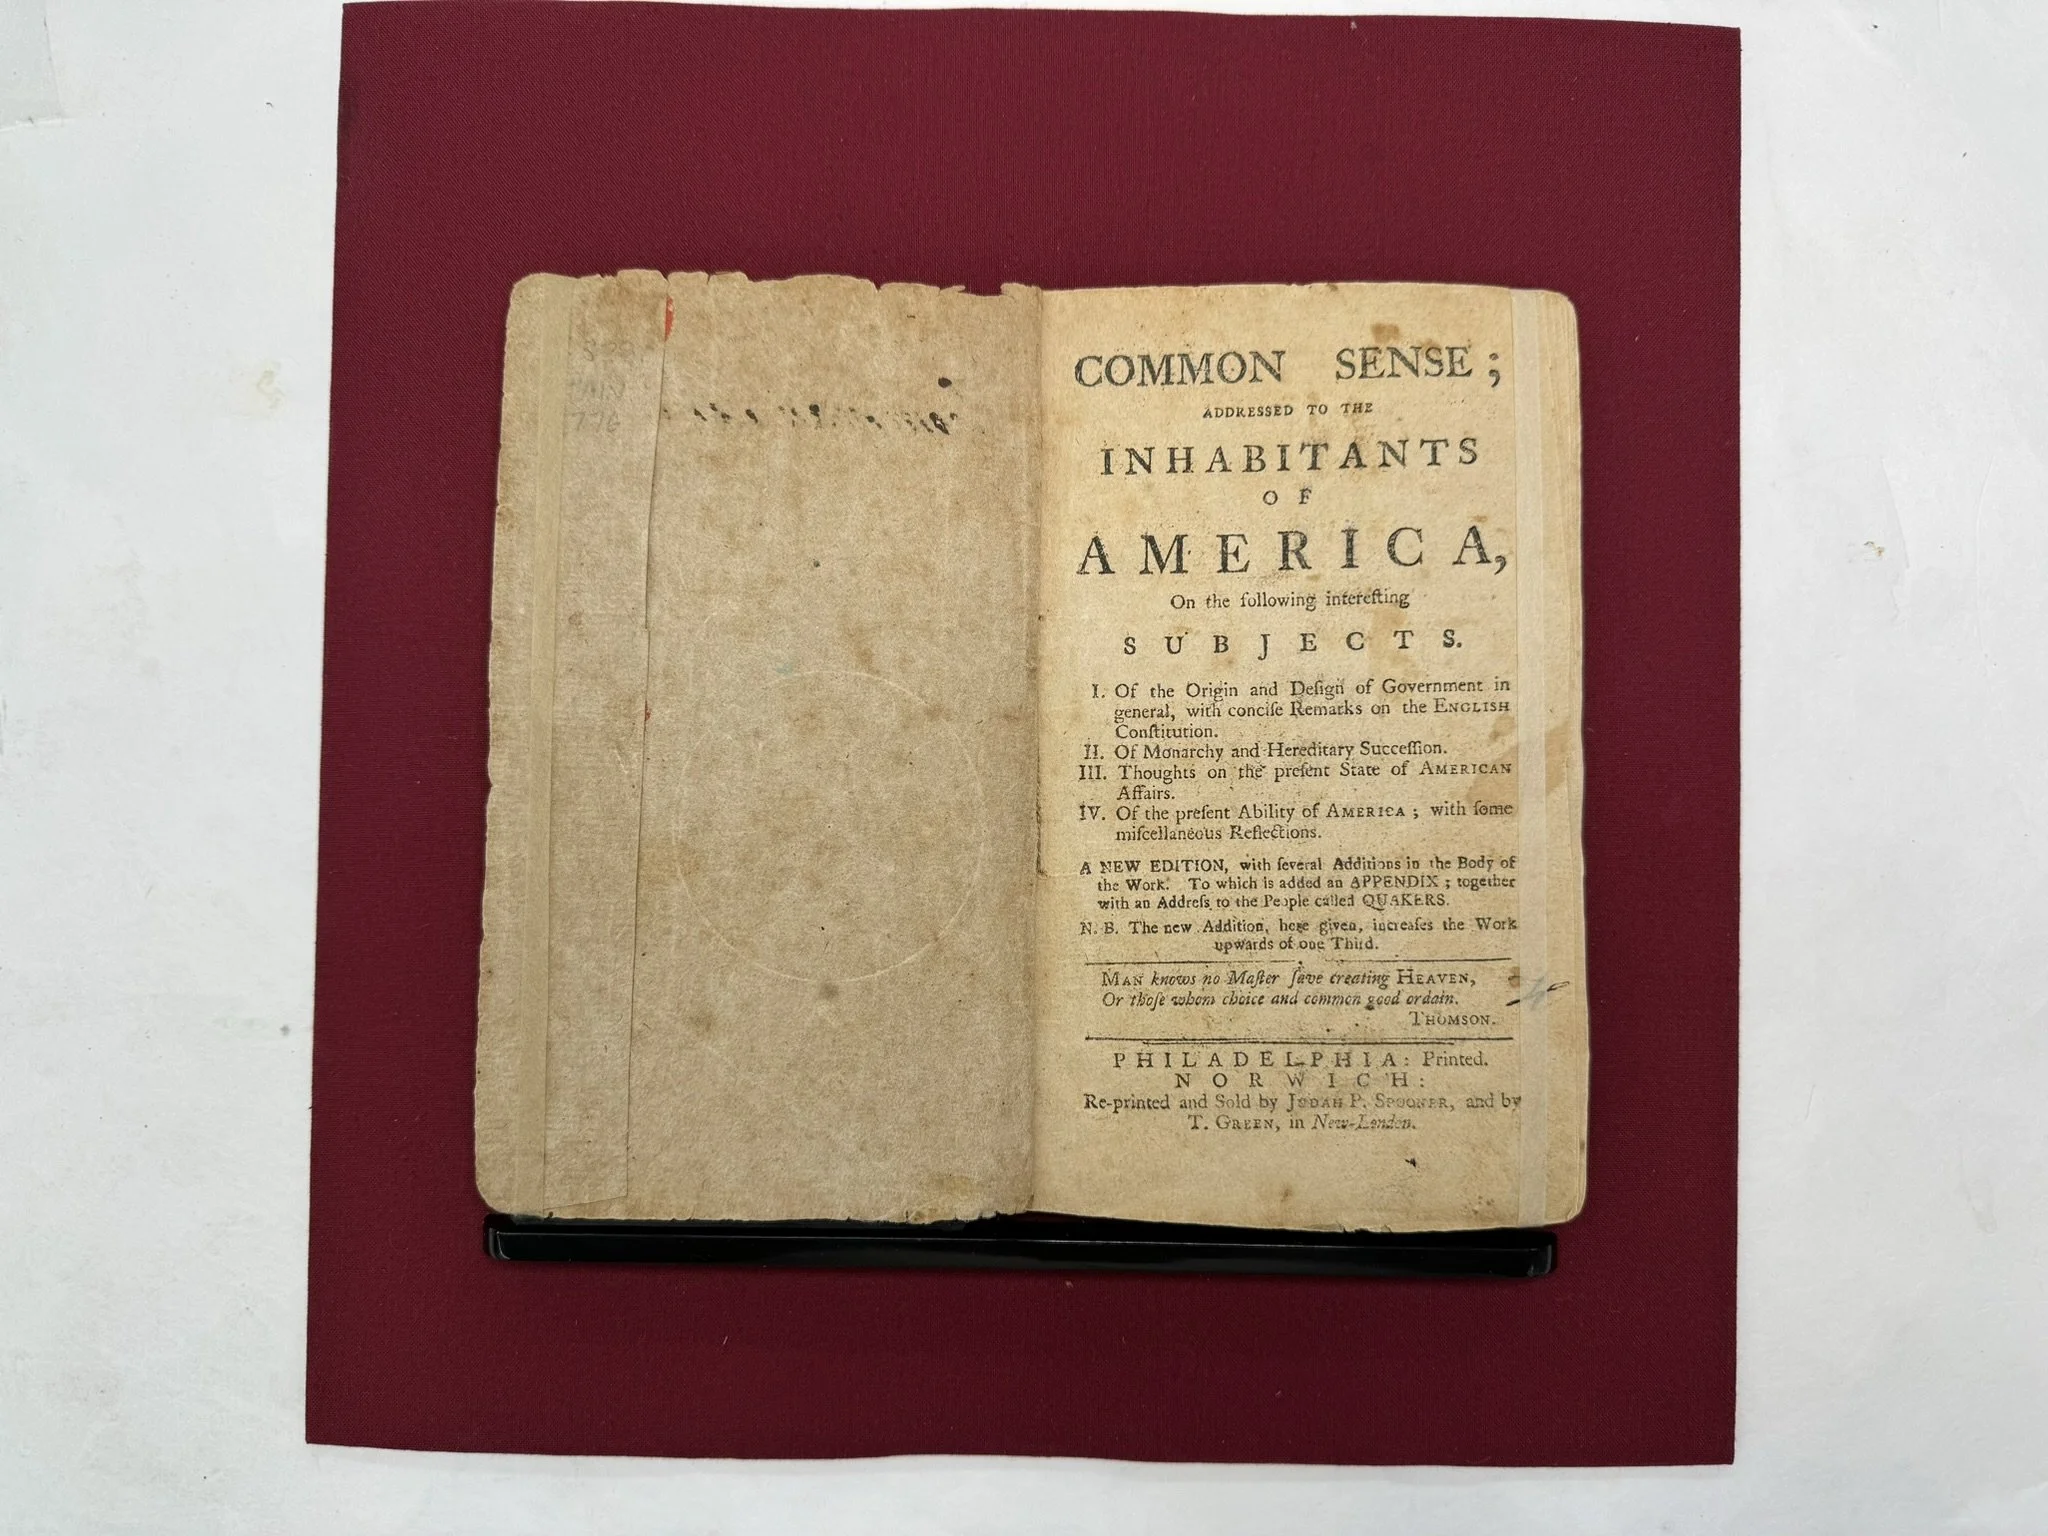 776
COMMON SENSE;
ADDRESSED TO THE
INHABITANTS
OF
AMERICA,
On the following intereſting
SUBJECTS.
I. Of the Origin and Deſign of Government in
general, with conciſe Remarks on the ENGLISH
Conſtitution.
II. Of Monarchy and Hereditary Succeſſion.
III. Thoughts on the preſent State of AMERICAN
Affairs.
IV. Of the preſent Ability of AMERICA; with ſome
miſcellaneous Reflections.
A NEW EDITION, with ſeveral Additions in the Body of
the Work. To which is added an APPENDIX; together
with an Addreſs to the People called QUAKERS.
N. B. The new Addition, here given, increaſes the Work
upwards of one Third.
MAN knows no Maſter ſave creating HEAVEN,
Or thoſe whom choice and common good ordain.
THOMSON.
PHILADELPHIA: Printed.
NORWICH:
Re-printed and Sold by JUDAH P. SPOONER, and by
T. GREEN, in New-London.